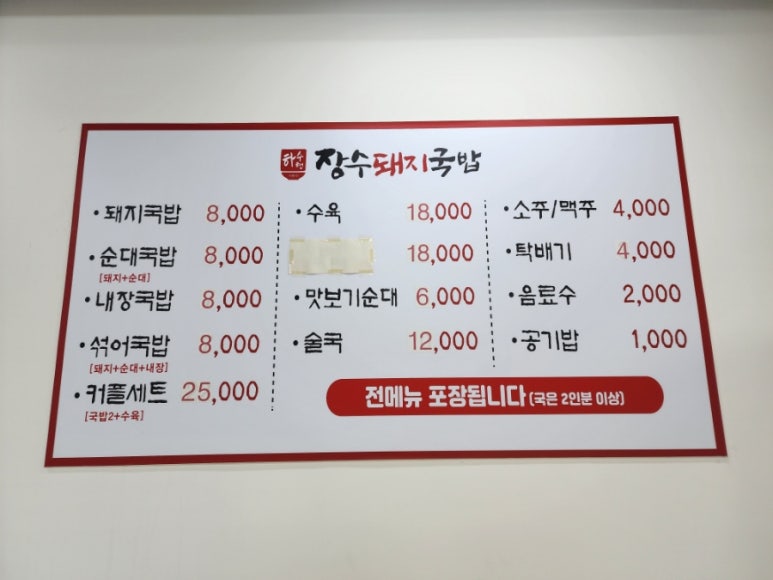 하수영 장수돼지국밥
• 돼지국밥 8,000
• 순대국밥 8,000
[돼지+순대]
• 내장국밥 8,000
• 섞어국밥 8,000
[돼지+순대+내장]
• 커플세트 25,000
[국밥2+수육]
• 수육 18,000
18,000
• 맛보기순대 6,000
• 술국 12,000
• 소주/맥주 4,000
• 탁배기 4,000
• 음료수 2,000
• 공기밥 1,000
전메뉴 포장됩니다 (국은 2인분 이상)